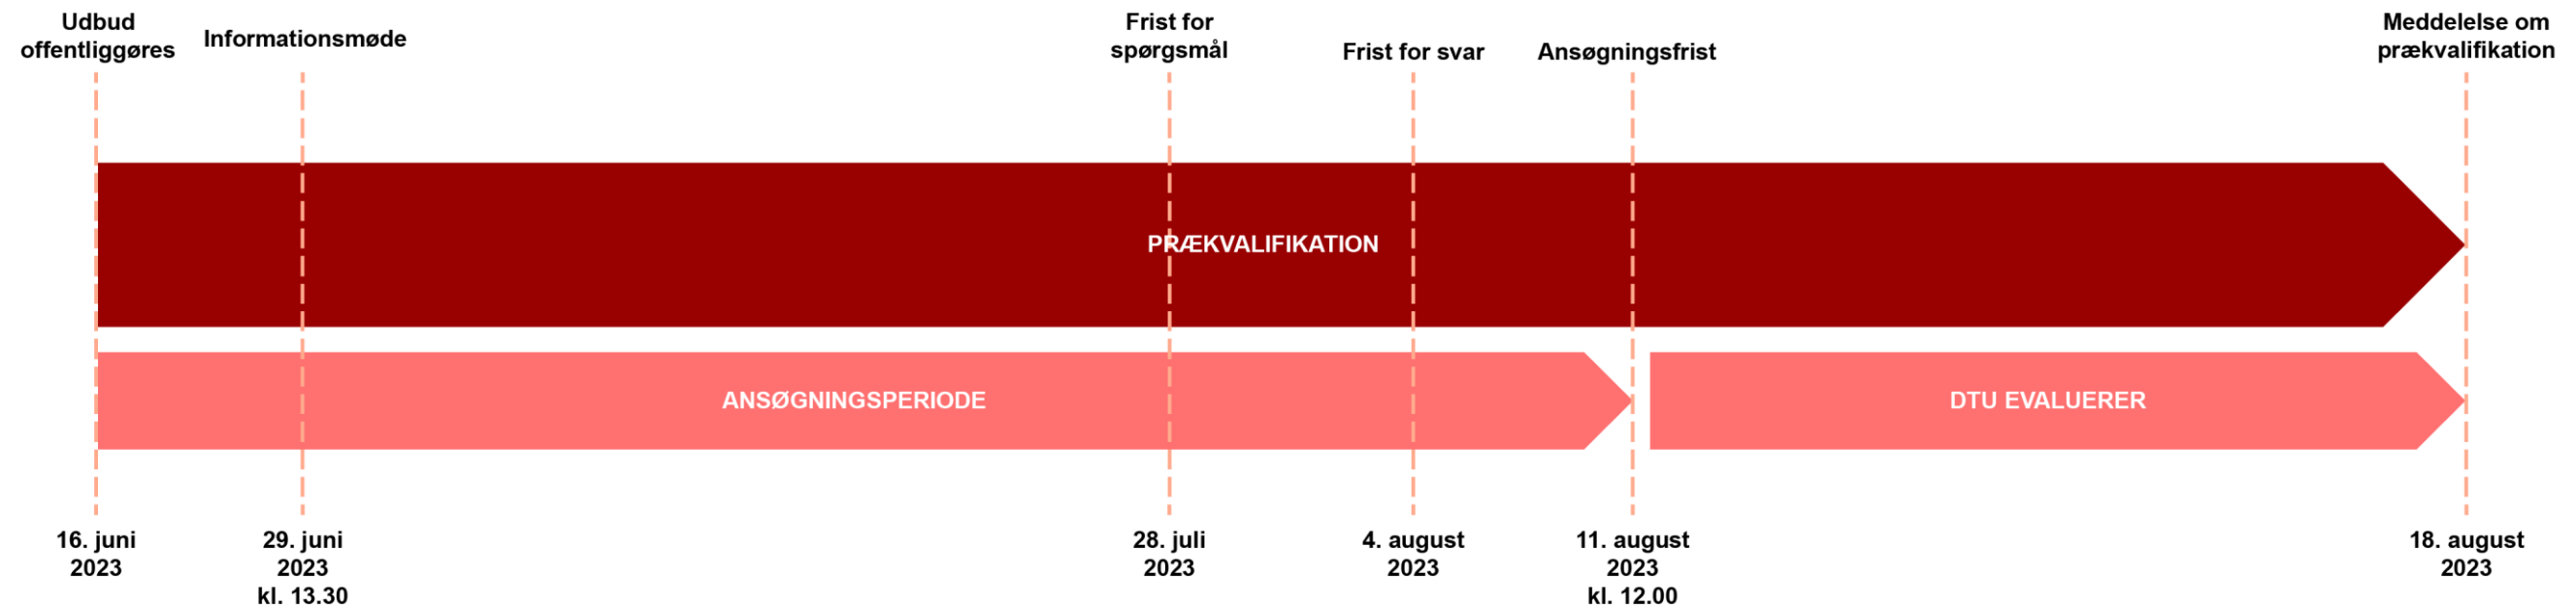 Udbud
offentliggøres
Informationsmøde
Frist for
spørgsmål
Frist for svar
Ansøgningsfrist
Meddelelse om
prækvalifikation
PRÆKVALIFIKATION
ANSØGNINGSPERIODE
DTU EVALUERER
16. juni
2023
29. juni
2023
kl. 13.30
28. juli
2023
4. august
2023
11. august
2023
kl. 12.00
18. august
2023